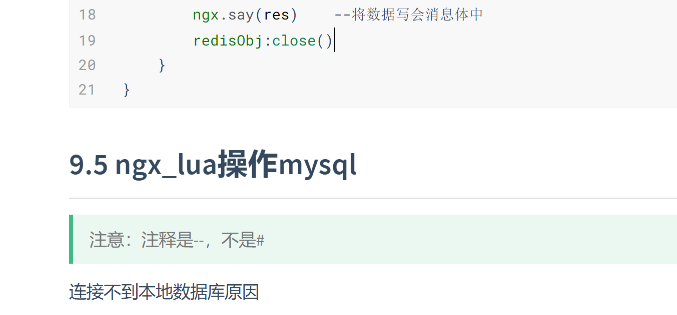 18 ngx.say(res) --将数据写会消息体中
19 redisObj:close()
20 }
21 }
9.5 ngx_lua操作mysql
注意：注释是--，不是#
连接不到本地数据库原因